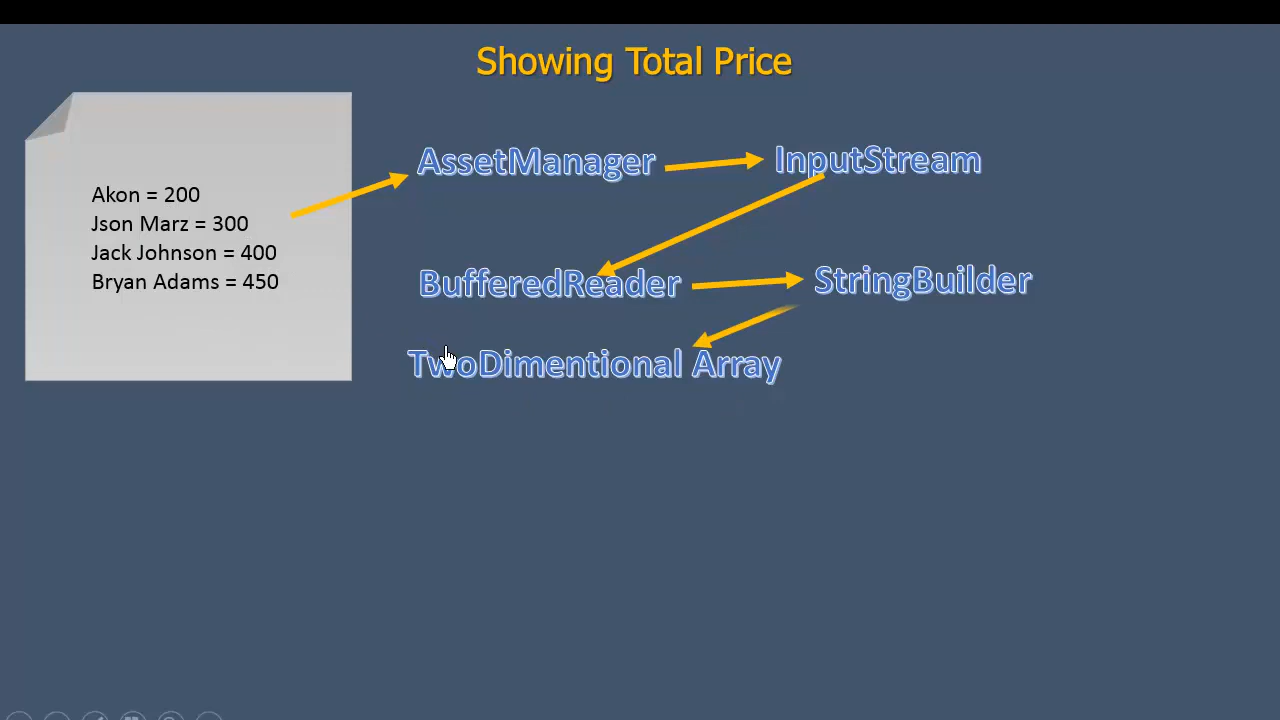 Showing Total Price
Akon = 200
Json Marz = 300
Jack Johnson = 400
Bryan Adams = 450
AssetManager
InputStream
BufferedReader
StringBuilder
TwoDimentional Array